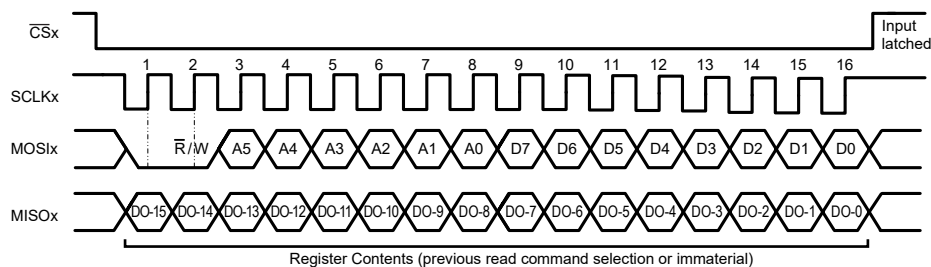 C̅S̅x
Input
latched
1 2 3 4 5 6 7 8 9 10 11 12 13 14 15 16
SCLKx
MOSIx R̅/W A5 A4 A3 A2 A1 A0 D7 D6 D5 D4 D3 D2 D1 D0
MISOx DO-15 DO-14 DO-13 DO-12 DO-11 DO-10 DO-9 DO-8 DO-7 DO-6 DO-5 DO-4 DO-3 DO-2 DO-1 DO-0
Register Contents (previous read command selection or immaterial)